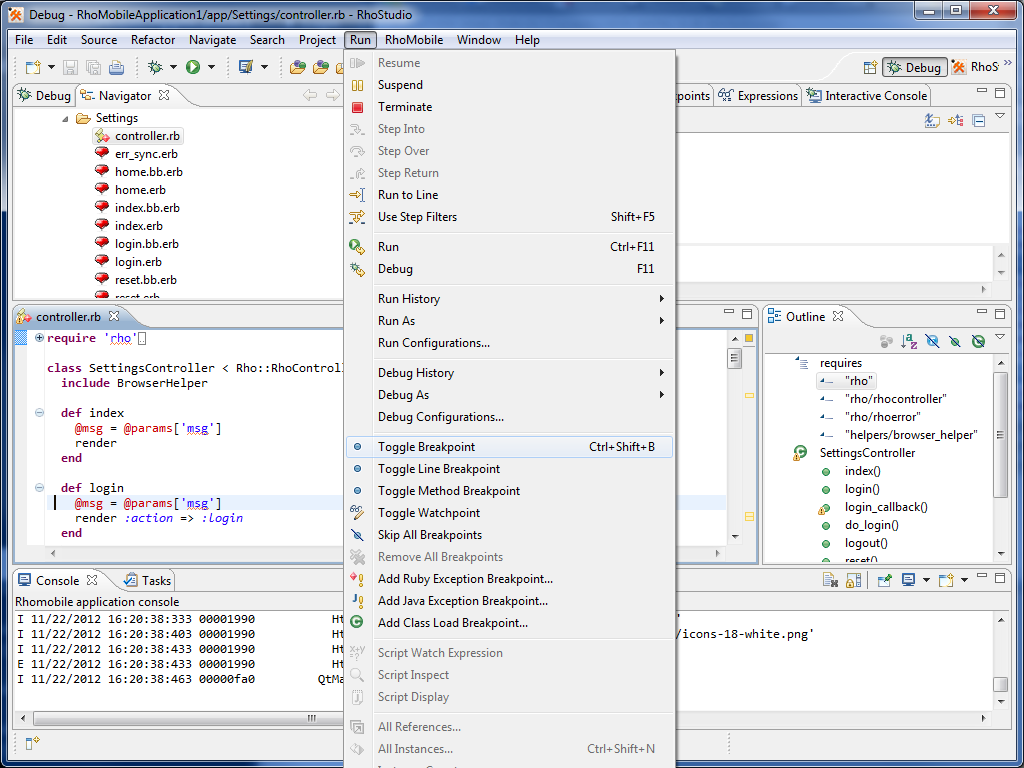 Debug - RhoMobileApplication1/app/Settings/controller.rb - RhoStudio
File Edit Source Refactor Navigate Search Project Run RhoMobile Window Help
Debug RhoS
Debug Navigator
Settings
controller.rb
err_sync.erb
home.bb.erb
home.erb
index.bb.erb
index.erb
login.bb.erb
login.erb
reset.bb.erb
reset.erb
Resume
Suspend
Terminate
Step Into
Step Over
Step Return
Run to Line
Use Step Filters Shift+F5
Run Ctrl+F11
Debug F11
Run History
Run As
Run Configurations...
Debug History
Debug As
Debug Configurations...
Toggle Breakpoint Ctrl+Shift+B
Toggle Line Breakpoint
Toggle Method Breakpoint
Toggle Watchpoint
Skip All Breakpoints
Remove All Breakpoints
Add Ruby Exception Breakpoint...
Add Java Exception Breakpoint...
Add Class Load Breakpoint...
Script Watch Expression
Script Inspect
Script Display
All References...
All Instances... Ctrl+Shift+N
points Expressions Interactive Console
controller.rb
require 'rho'
class SettingsController < Rho::RhoControl
include BrowserHelper
def index
@msg = @params['msg']
render
end
def login
@msg = @params['msg']
render :action => :login
end
Outline
requires
"rho"
"rho/rhocontroller"
"rho/rhoerror"
"helpers/browser_helper"
SettingsController
index()
login()
login_callback()
do_login()
logout()
reset()
Console Tasks
Rhomobile application console
I 11/22/2012 16:20:38:333 00001990 Ht
I 11/22/2012 16:20:38:403 00001990 Ht /icons-18-white.png'
I 11/22/2012 16:20:38:433 00001990 Ht
E 11/22/2012 16:20:38:433 00001990 Ht
I 11/22/2012 16:20:38:463 00000fa0 QtMa